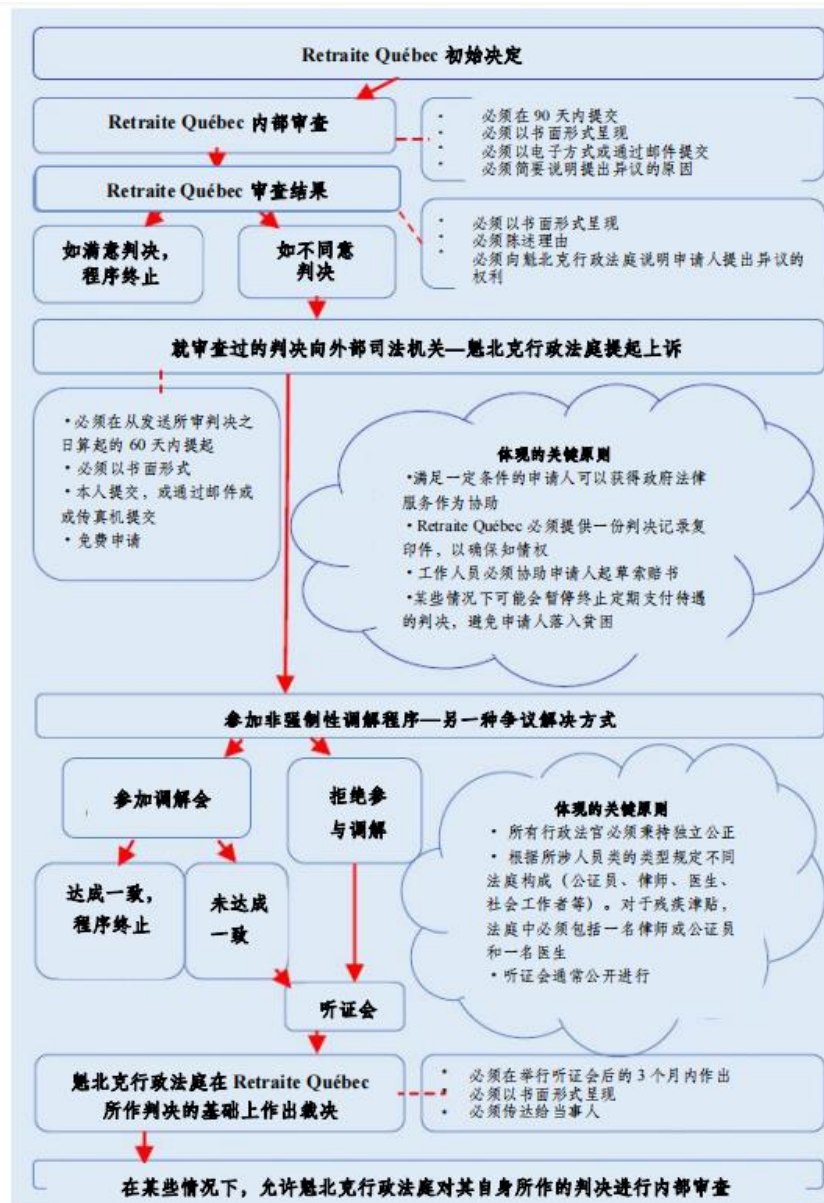 Retraite Québec 初始决定
Retraite Québec 内部审查
• 必须在 90 天内提交
• 必须以书面形式呈现
• 必须以电子方式或通过邮件提交
• 必须简要说明提出异议的原因
Retraite Québec 审查结果
• 必须以书面形式呈现
• 必须陈述理由
• 必须向魁北克行政法庭说明申请人提出异议的
权利
如满意判决，
程序终止
如不同意
判决
就审查过的判决向外部司法机关—魁北克行政法庭提起上诉
•必须在从发送所审判决之
日算起的 60 天内提起
• 必须以书面形式
• 本人提交，或通过邮件或
或传真机提交
• 免费申请
体现的关键原则
•满足一定条件的申请人可以获得政府法律
服务作为协助
•Retraite Québec 必须提供一份判决记录复
印件，以确保知情权
• 工作人员必须协助申请人起草索赔书
•某些情况下可能会暂停终止定期支付待遇
的判决，避免申请人落入贫困
参加非强制性调解程序—另一种争议解决方式
参加调解会
拒绝参
与调解
达成一致，
程序终止
未达成
一致
体现的关键原则
• 所有行政法官必须秉持独立公正
• 根据所涉人员类的类型规定不同
法庭构成（公证员、律师、医生、
社会工作者等）。对于残疾津贴，
法庭中必须包括一名律师或公证员
和一名医生
• 听证会通常公开进行
听证会
魁北克行政法庭在 Retraite Québec
所作判决的基础上作出裁决
• 必须在举行听证会后的 3 个月内作出
• 必须以书面形式呈现
• 必须传达给当事人
在某些情况下，允许魁北克行政法庭对其自身所作的判决进行内部审查